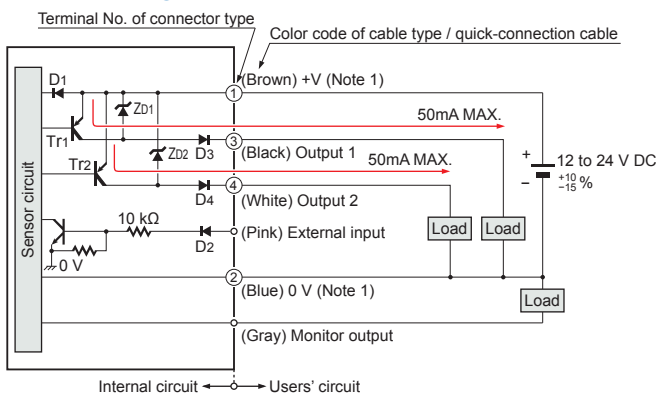 Terminal No. of connector type
Color code of cable type / quick-connection cable
D1
1
(Brown) +V (Note 1)
ZD1
50mA MAX.
Tr1
D3
3
(Black) Output 1
Tr2
ZD2
50mA MAX.
+
12 to 24 V DC
+10
−15 %
−
D4
4
(White) Output 2
Sensor circuit
10 kΩ
D2
(Pink) External input
Load
Load
0 V
2
(Blue) 0 V (Note 1)
Load
(Gray) Monitor output
Internal circuit
Users' circuit